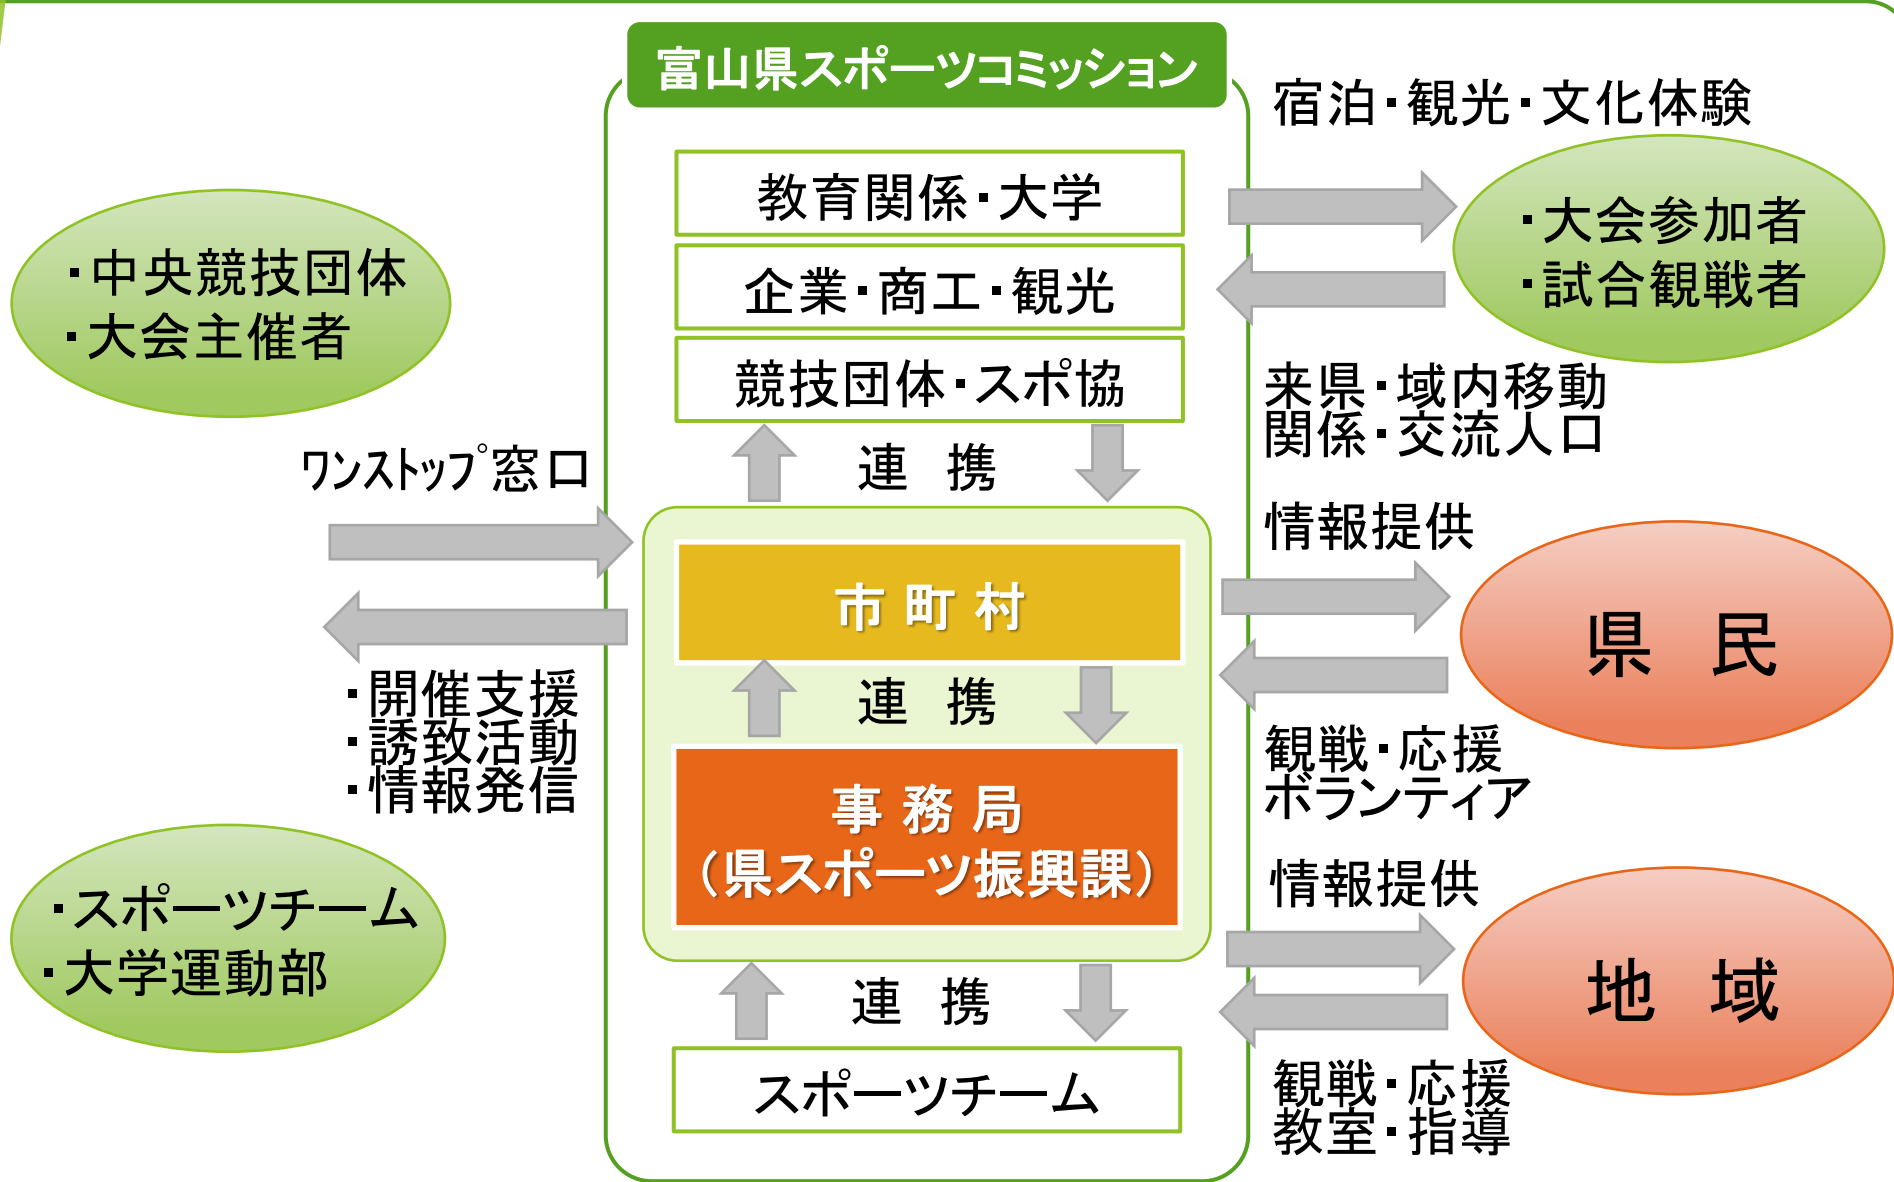 富山県スポーツコミッション
教育関係・大学
企業・商工・観光
競技団体・スポ協
連　携
市 町 村
連　携
事 務 局
（県スポーツ振興課）
連　携
スポーツチーム
・中央競技団体
・大会主催者
ワンストップ窓口
・開催支援
・誘致活動
・情報発信
・スポーツチーム
・大学運動部
宿泊・観光・文化体験
・大会参加者
・試合観戦者
来県・域内移動
関係・交流人口
情報提供
県　民
観戦・応援
ボランティア
情報提供
地　域
観戦・応援
教室・指導